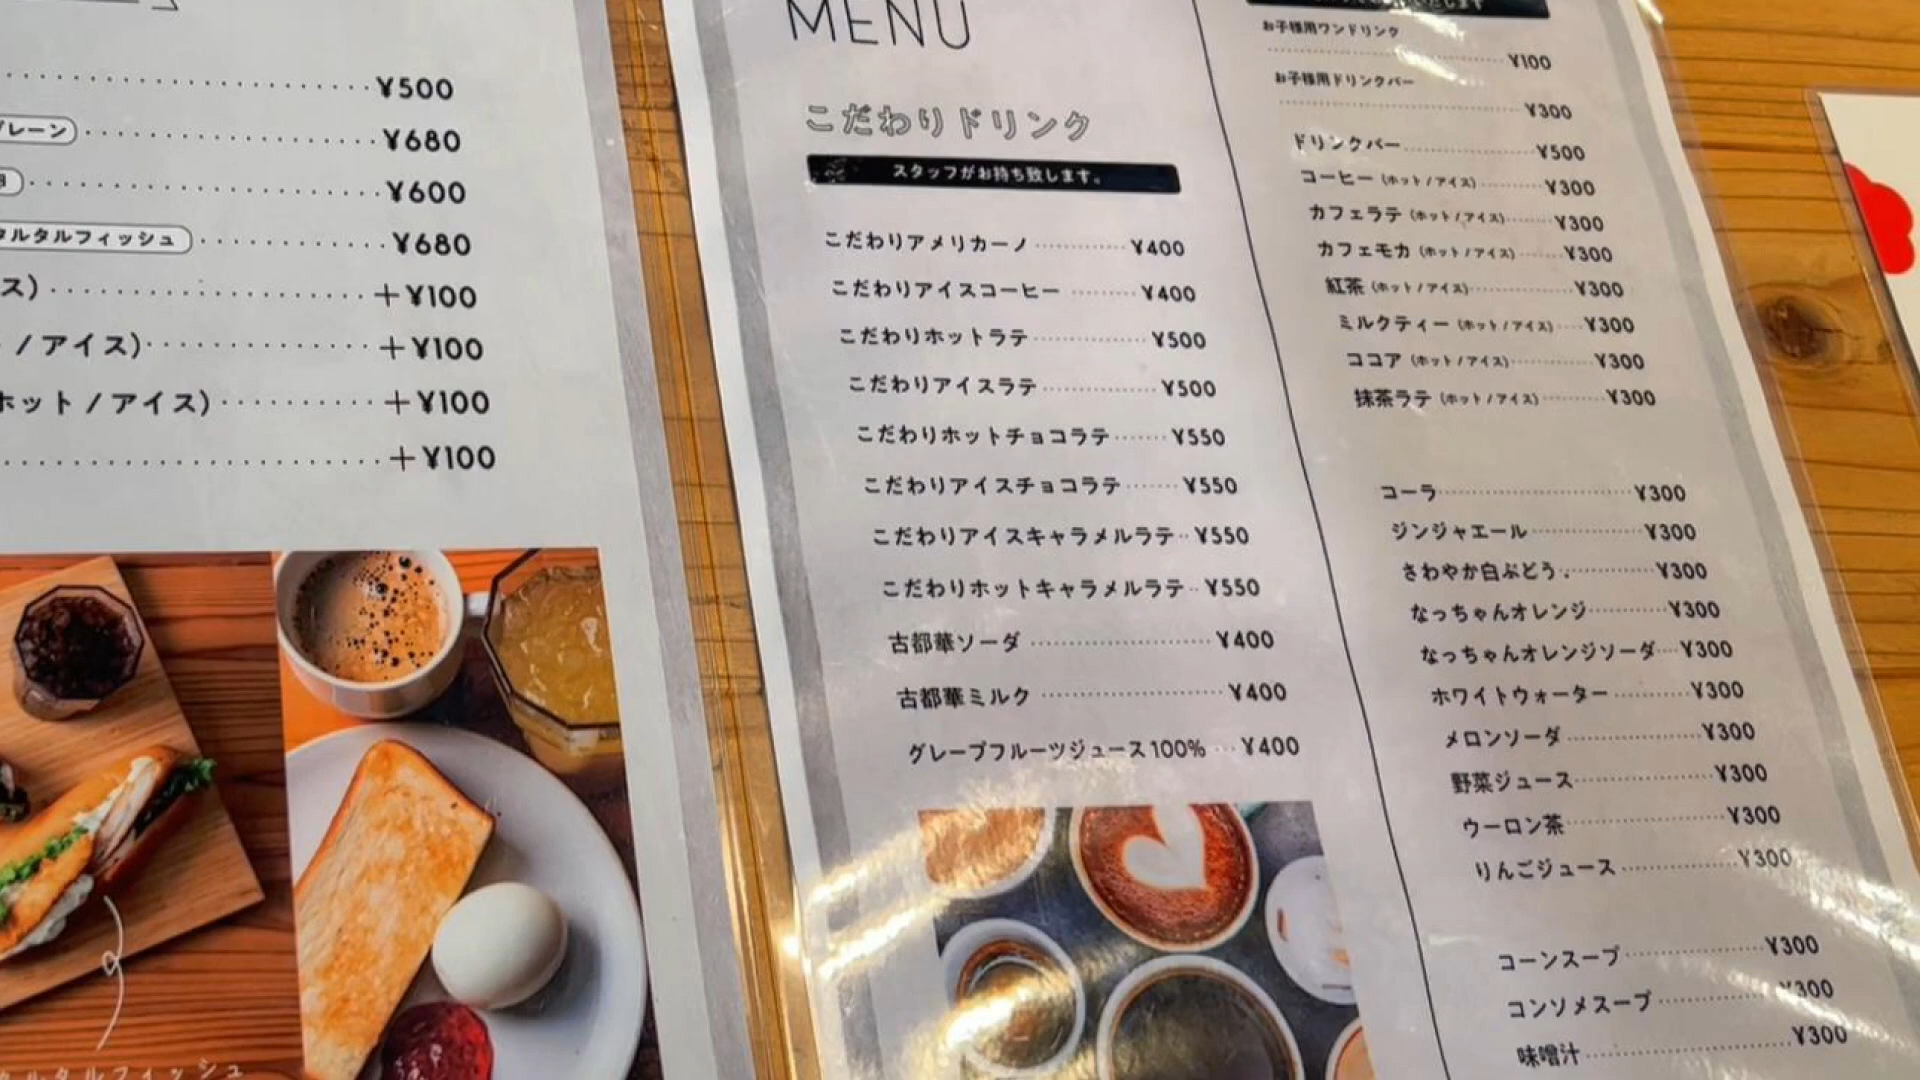 ¥500
プレーン ¥680
¥600
タルタルフィッシュ ¥680
ス) +¥100
/アイス) +¥100
ホット/アイス) +¥100
+¥100
タルタルフィッシュ
MENU
こだわりドリンク
スタッフがお持ち致します。
こだわりアメリカーノ ¥400
こだわりアイスコーヒー ¥400
こだわりホットラテ ¥500
こだわりアイスラテ ¥500
こだわりホットチョコラテ ¥550
こだわりアイスチョコラテ ¥550
こだわりアイスキャラメルラテ ¥550
こだわりホットキャラメルラテ ¥550
古都華ソーダ ¥400
古都華ミルク ¥400
グレープフルーツジュース100% ¥400
お子様用ワンドリンク
¥100
お子様用ドリンクバー
¥300
ドリンクバー ¥500
コーヒー (ホット/アイス) ¥300
カフェラテ (ホット/アイス) ¥300
カフェモカ (ホット/アイス) ¥300
紅茶 (ホット/アイス) ¥300
ミルクティー (ホット/アイス) ¥300
ココア (ホット/アイス) ¥300
抹茶ラテ (ホット/アイス) ¥300
コーラ ¥300
ジンジャエール ¥300
さわやか白ぶどう ¥300
なっちゃんオレンジ ¥300
なっちゃんオレンジソーダ ¥300
ホワイトウォーター ¥300
メロンソーダ ¥300
野菜ジュース ¥300
ウーロン茶 ¥300
りんごジュース ¥300
コーンスープ ¥300
コンソメスープ ¥300
味噌汁 ¥300